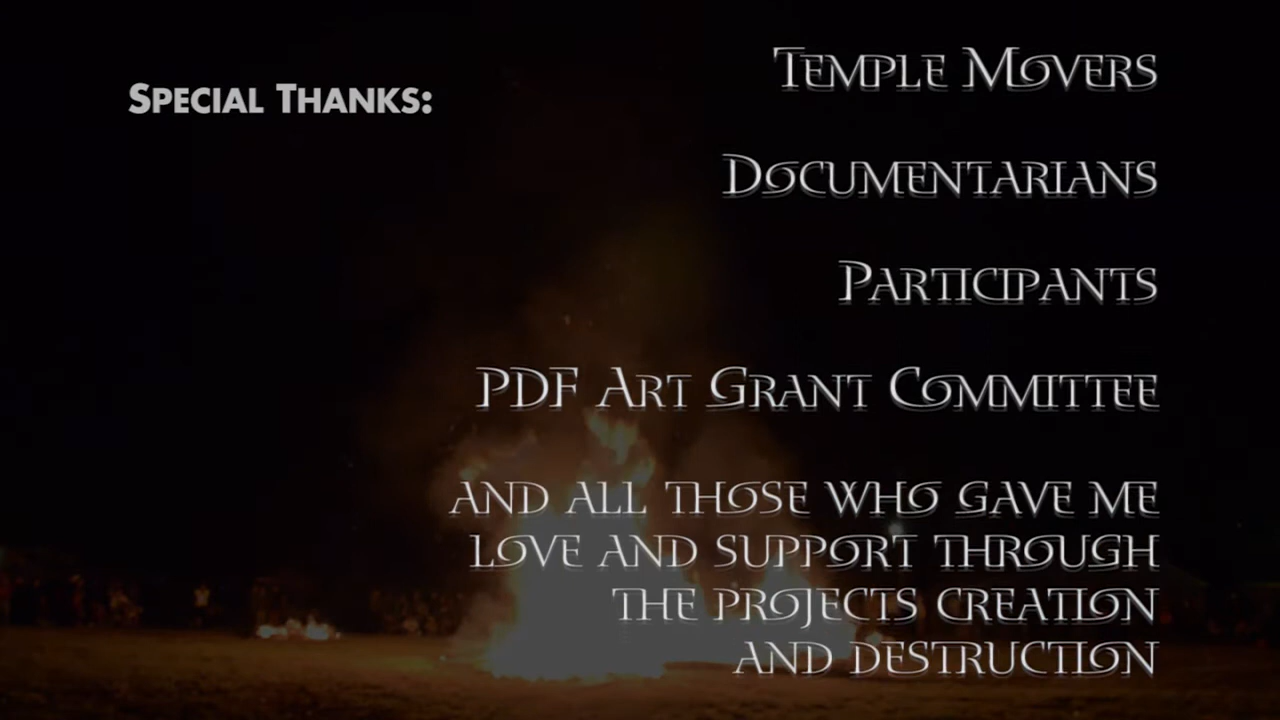 Special Thanks:
Temple Movers
Documentarians
Participants
PDF Art Grant Committee
and all those who gave me
love and support through
the projects creation
and destruction